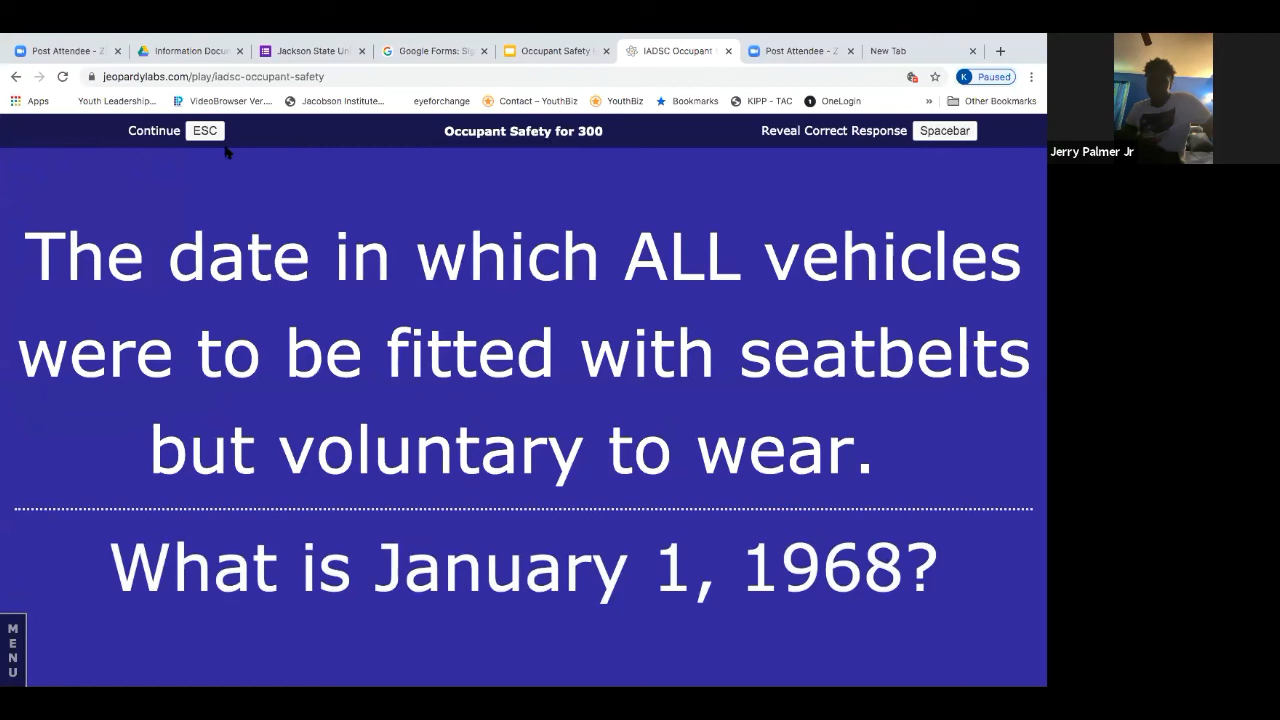 Post Attendee - Z
Information Docu
Jackson State Un
Google Forms: Sig
Occupant Safety
IADSC Occupant
Post Attendee - Z
New Tab
jeopardylabs.com/play/iadsc-occupant-safety
K Paused
Apps
Youth Leadership...
VideoBrowser Ver....
Jacobson Institute...
eyeforchange
Contact – YouthBiz
YouthBiz
Bookmarks
KIPP - TAC
OneLogin
»
Other Bookmarks
Continue ESC
Occupant Safety for 300
Reveal Correct Response Spacebar
Jerry Palmer Jr
The date in which ALL vehicles
were to be fitted with seatbelts
but voluntary to wear.
What is January 1, 1968?
MENU